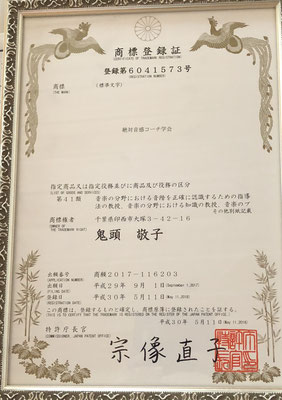 商標登録証
(CERTIFICATE OF TRADEMARK REGISTRATION)
登録第6041573号
(REGISTRATION NUMBER)
商標
(THE MARK)
(標準文字)
絶対音感コーチ学会
指定商品又は指定役務並びに商品及び役務の区分
(LIST OF GOODS AND SERVICES)
第41類
音楽の分野における音階を正確に認識するための指導
法の教授,音楽の分野における知識の教授,音楽のプ
その他別紙記載
商標権者
(OWNER OF THE TRADEMARK RIGHT)
千葉県印西市大塚3-42-16
鬼頭 敬子
出願番号
(APPLICATION NUMBER)
商願2017-116203
出願日
(FILING DATE)
平成29年 9月 1日(September 1,2017)
登録日
(REGISTRATION DATE)
平成30年 5月11日(May 11,2018)
この商標は、登録するものと確定し、商標原簿に登録されたことを証する。
(THIS IS TO CERTIFY THAT THE TRADEMARK IS REGISTERED ON THE REGISTER OF THE JAPAN PATENT OFFICE.)
平成30年 5月11日(May 11,2018)
特許庁長官
(COMMISSIONER, JAPAN PATENT OFFICE)
宗像直子